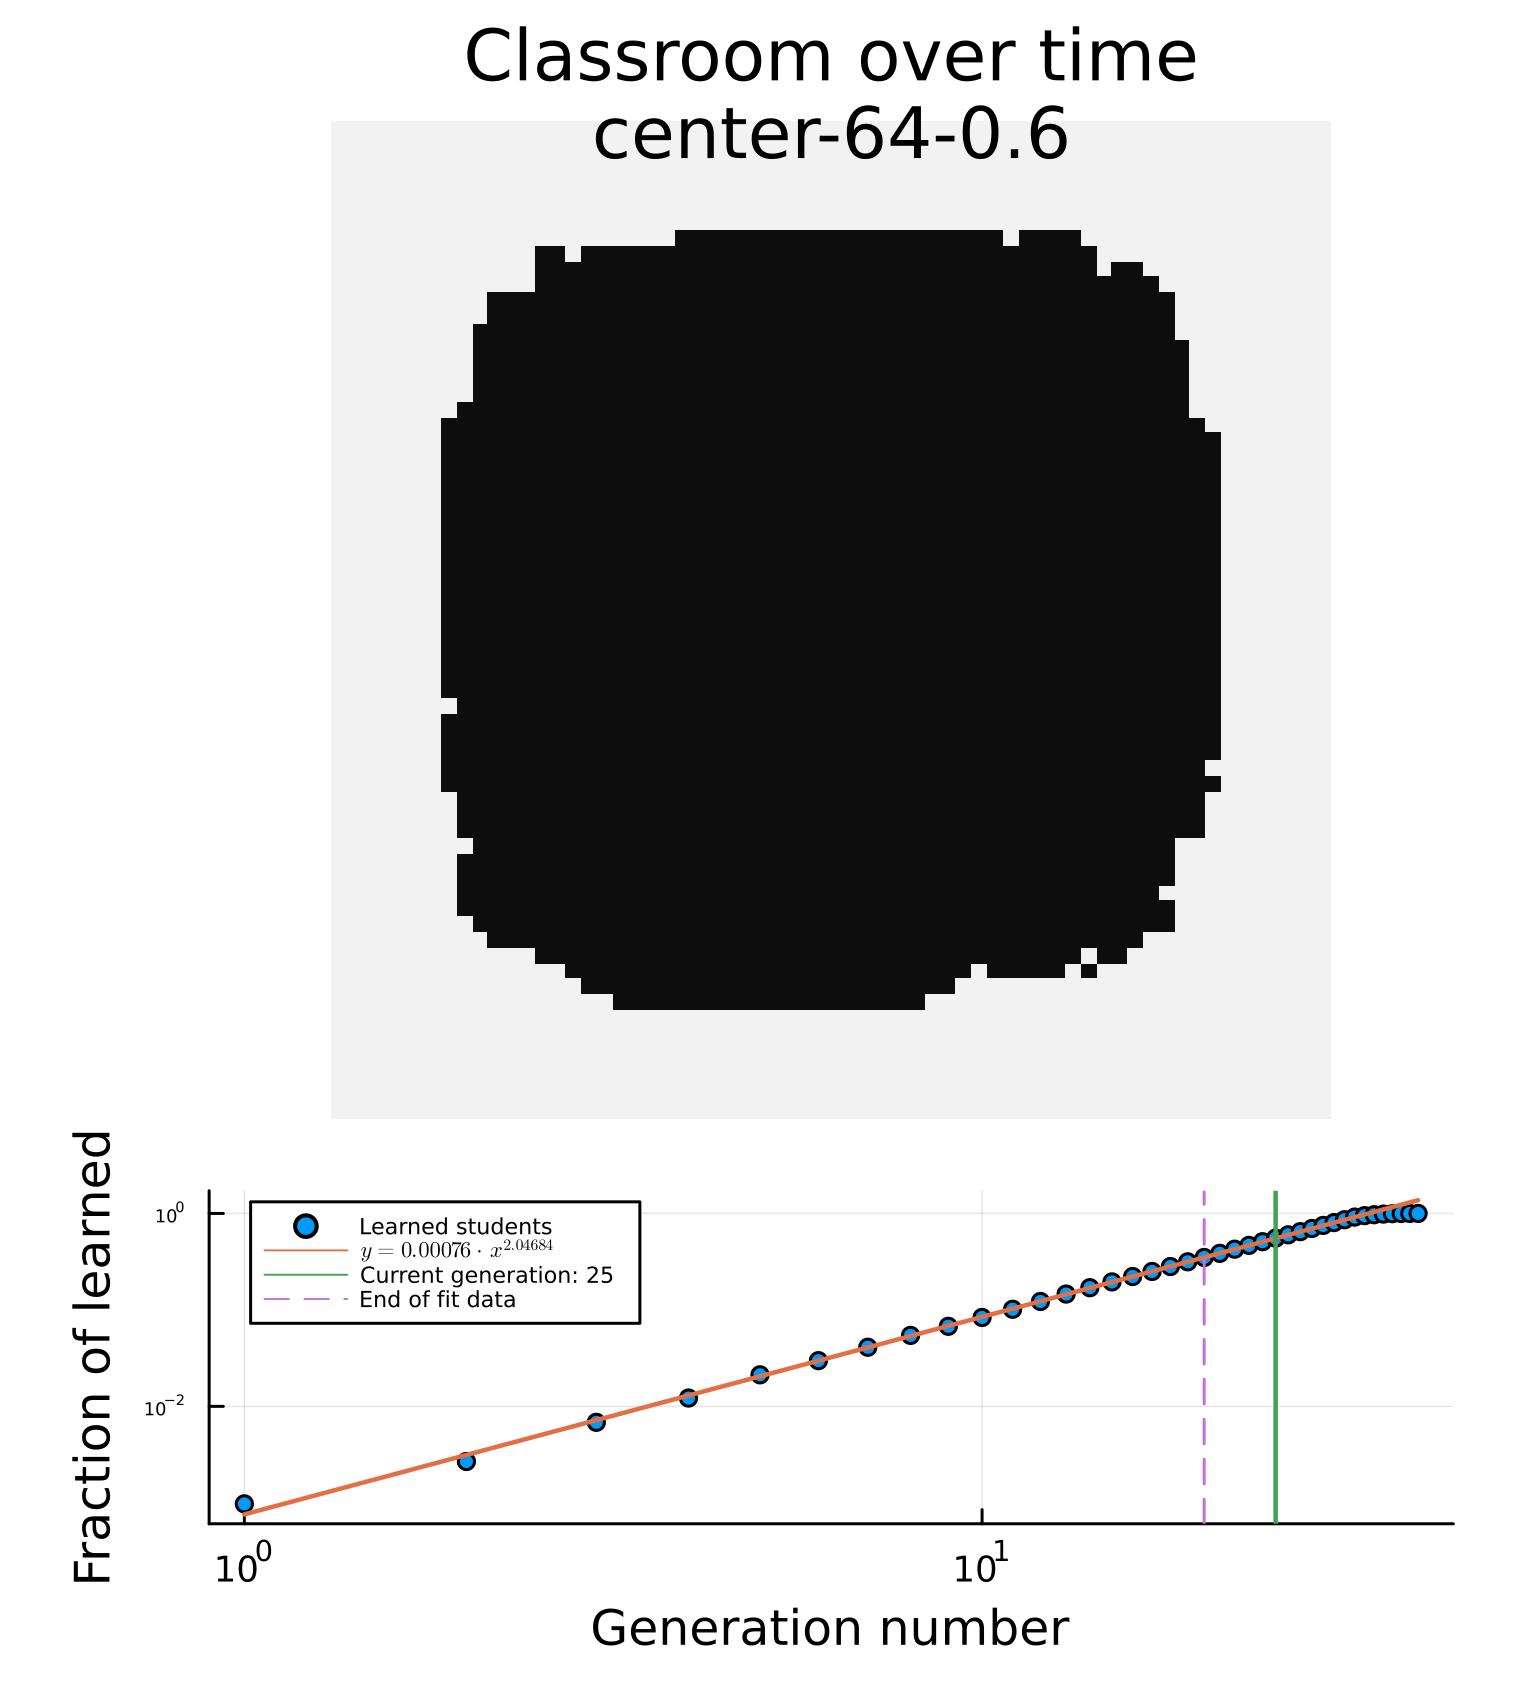 Classroom over time
center-64-0.6
Fraction of learned
10⁰
10⁻²
Learned students
y = 0.00076 · x^2.04684
Current generation: 25
End of fit data
10⁰ 10¹
Generation number